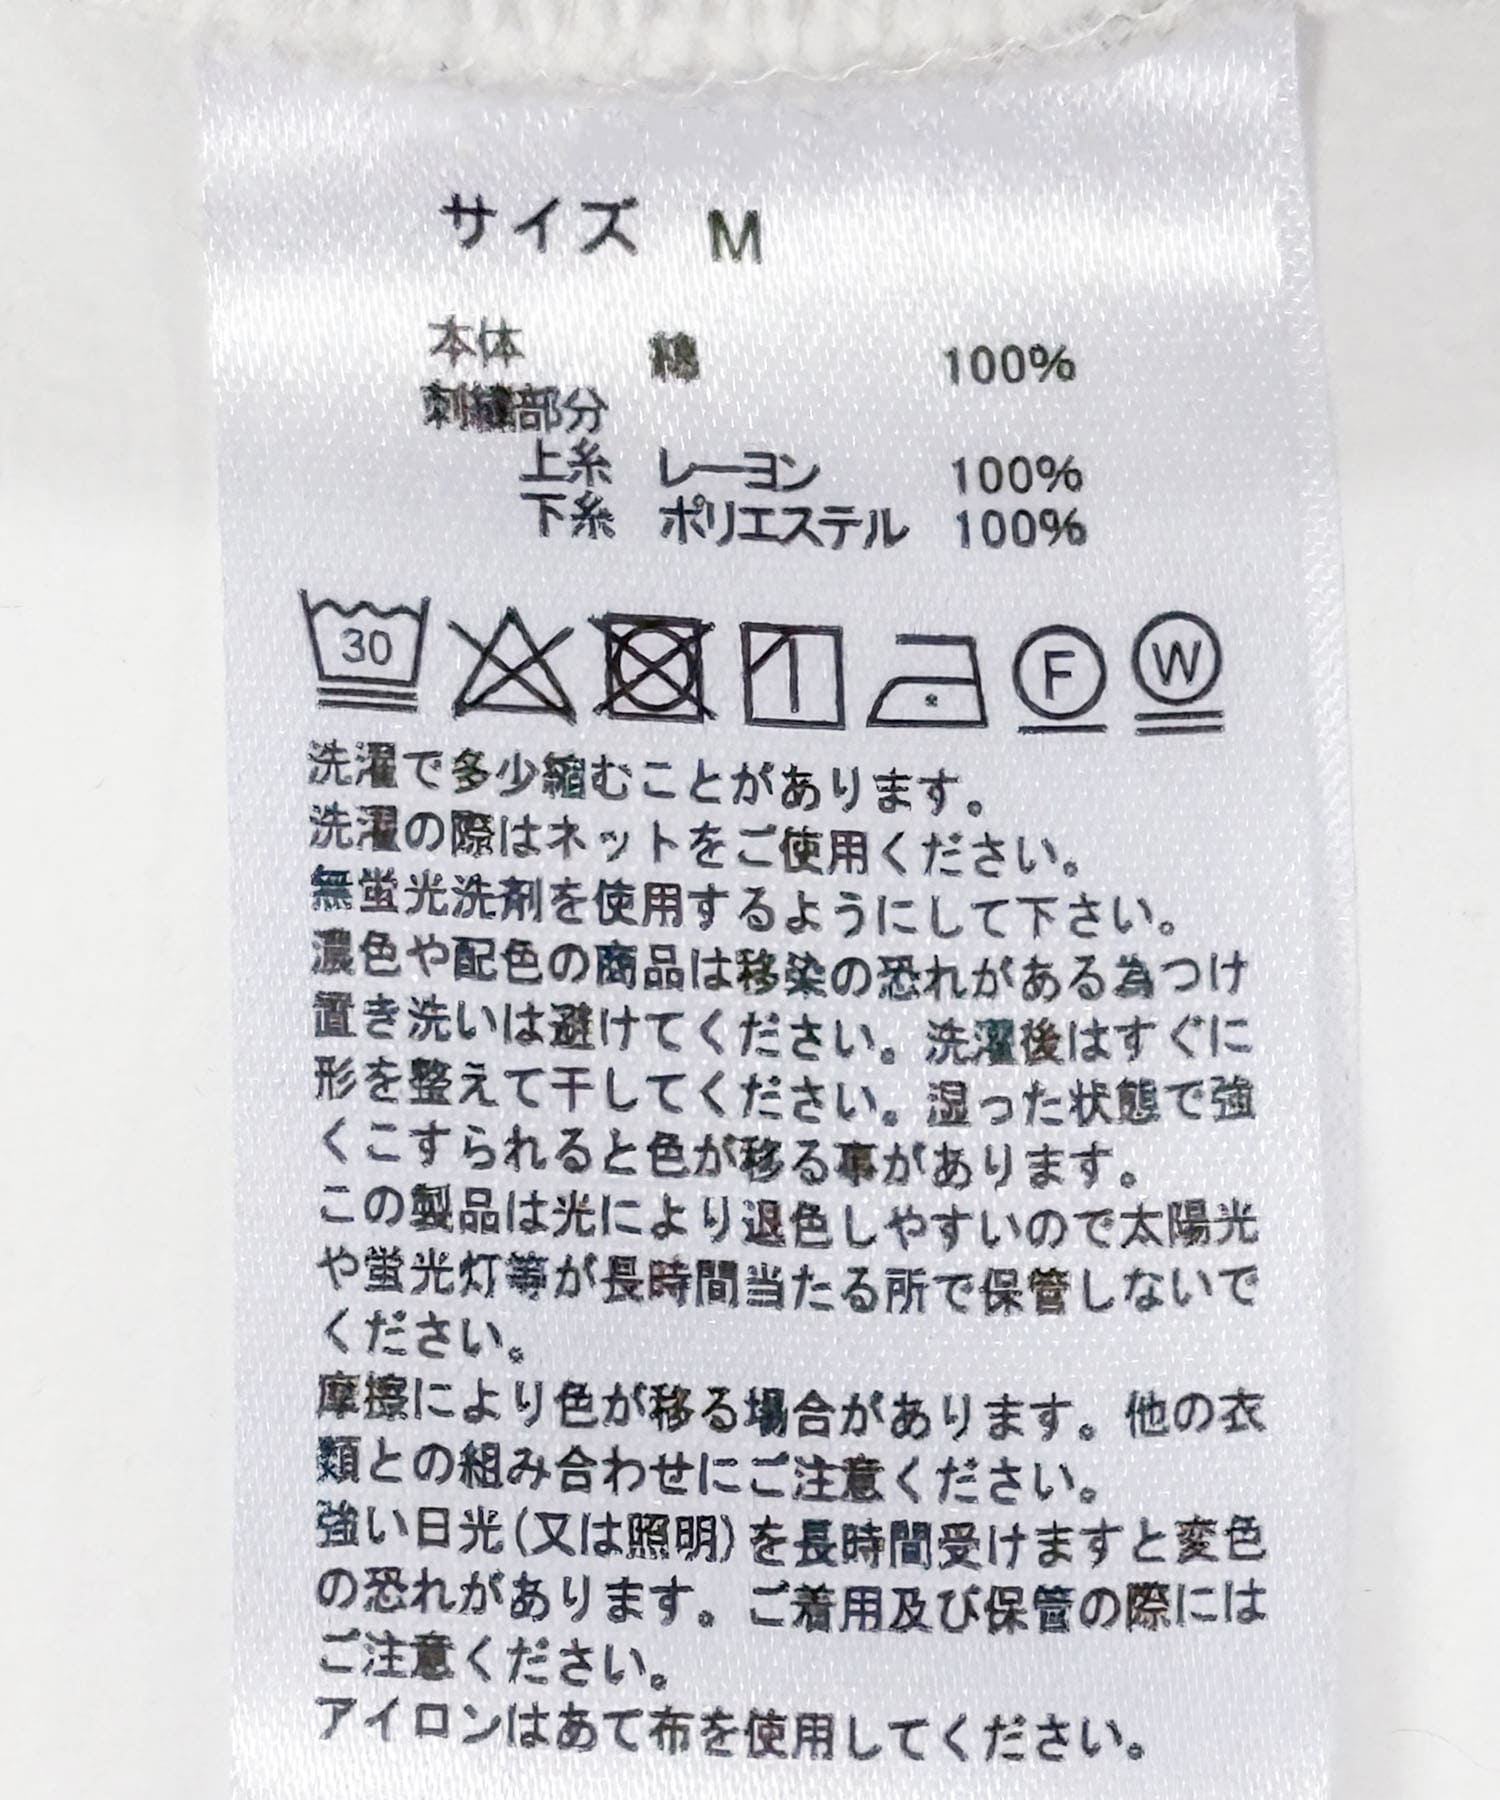 サイズ M
本体 綿 100%
刺繍部分
上糸 レーヨン 100%
下糸 ポリエステル 100%
30 F W
洗濯で多少縮むことがあります。
洗濯の際はネットをご使用ください。
無蛍光洗剤を使用するようにして下さい。
濃色や配色の商品は移染の恐れがある為つけ
置き洗いは避けてください。洗濯後はすぐに
形を整えて干してください。湿った状態で強
くこすられると色が移る事があります。
この製品は光により退色しやすいので太陽光
や蛍光灯等が長時間当たる所で保管しないで
ください。
摩擦により色が移る場合があります。他の衣
類との組み合わせにご注意ください。
強い日光(又は照明)を長時間受けますと変色
の恐れがあります。ご着用及び保管の際には
ご注意ください。
アイロンはあて布を使用してください。